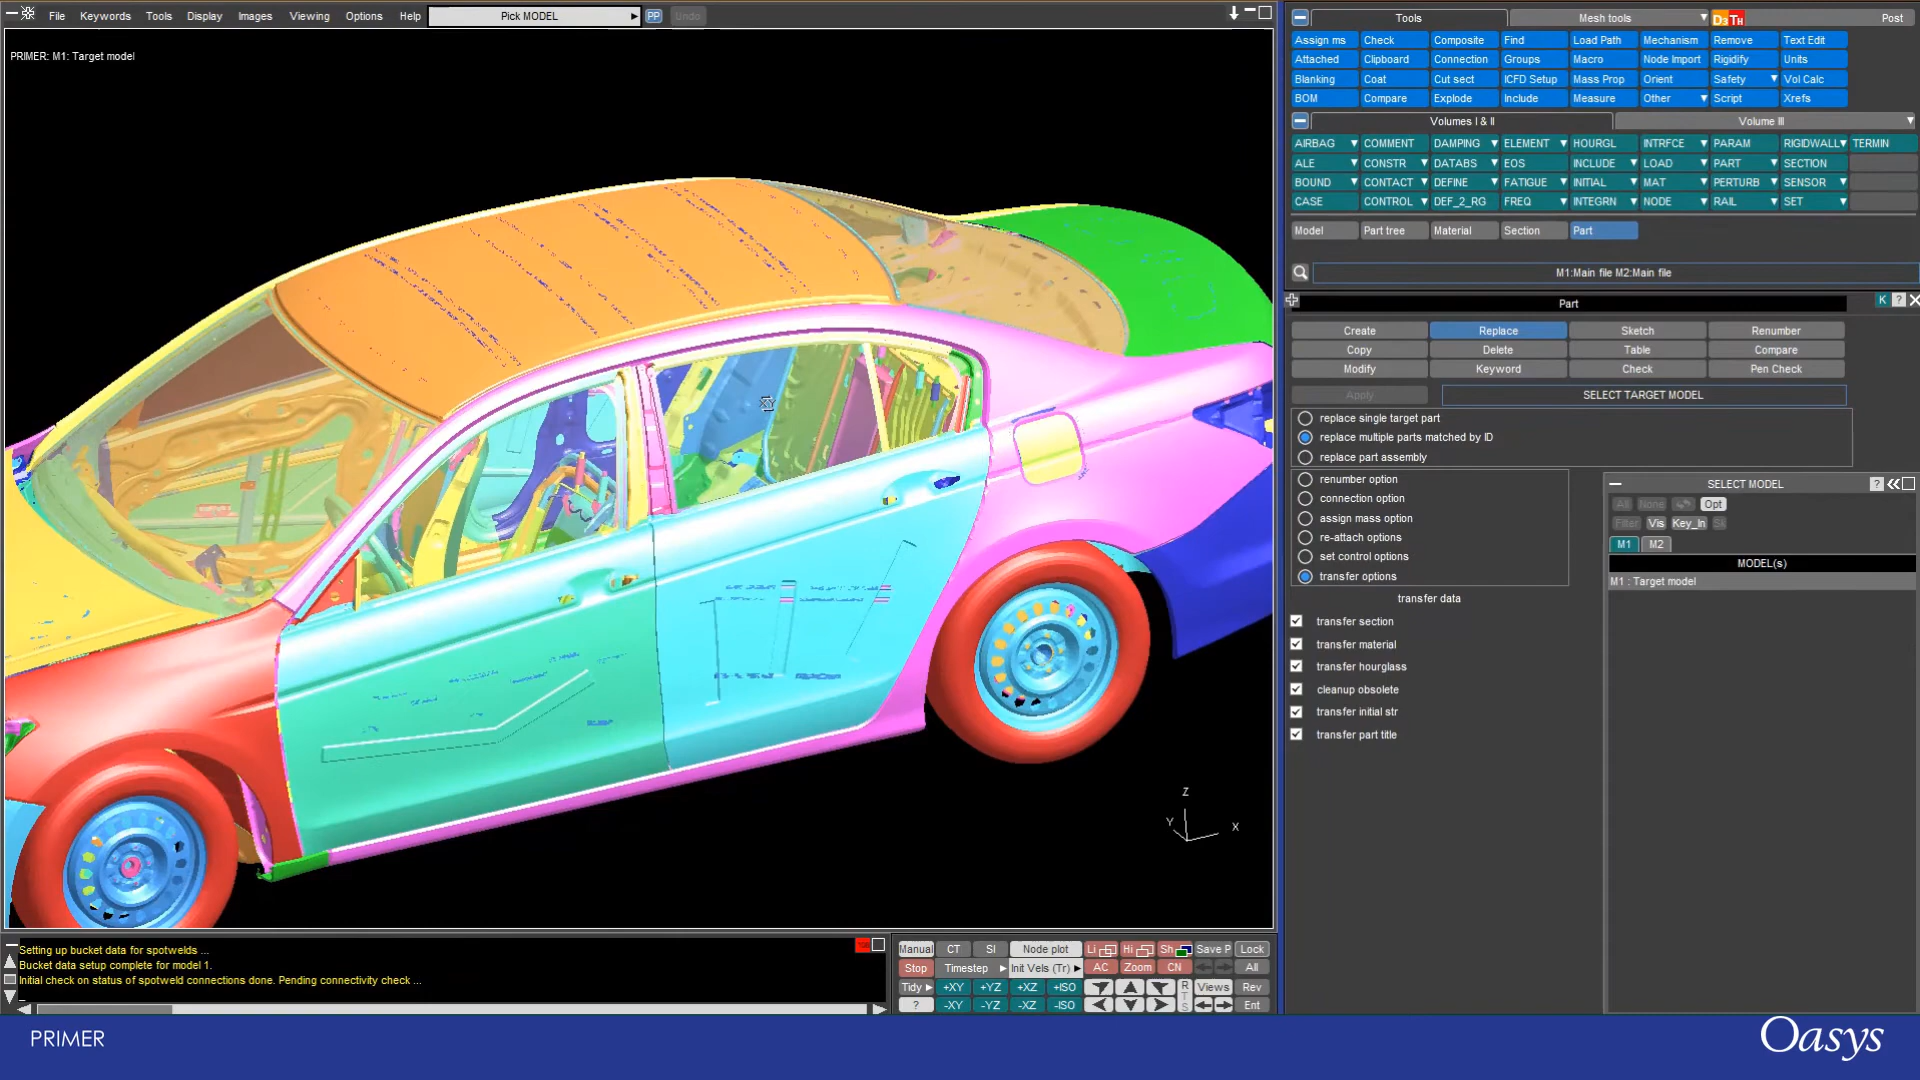 File Keywords Tools Display Images Viewing Options Help Pick MODEL PP Undo
PRIMER: M1: Target model
Z
Y X
Setting up bucket data for spotwelds ...
Bucket data setup complete for model 1.
Initial check on status of spotweld connections done. Pending connectivity check ...
Manual CT SI Node plot Li Hi Sh Save P Lock
Stop Timestep Init Vels (Tr) AC Zoom CN All
Tidy +XY +YZ +XZ +ISO Views Rev
? -XY -YZ -XZ -ISO Ent
R
T
S
Tools Mesh tools D3 TH Post
Assign ms Check Composite Find Load Path Mechanism Remove Text Edit
Attached Clipboard Connection Groups Macro Node Import Rigidify Units
Blanking Coat Cut sect ICFD Setup Mass Prop Orient Safety Vol Calc
BOM Compare Explode Include Measure Other Script Xrefs
Volumes I & II Volume III
AIRBAG COMMENT DAMPING ELEMENT HOURGL INTRFCE PARAM RIGIDWALL TERMIN
ALE CONSTR DATABS EOS INCLUDE LOAD PART SECTION
BOUND CONTACT DEFINE FATIGUE INITIAL MAT PERTURB SENSOR
CASE CONTROL DEF_2_RG FREQ INTEGRN NODE RAIL SET
Model Part tree Material Section Part
M1:Main file M2:Main file
Part K ?
Create Replace Sketch Renumber
Copy Delete Table Compare
Modify Keyword Check Pen Check
Apply SELECT TARGET MODEL
replace single target part
replace multiple parts matched by ID
replace part assembly
renumber option
connection option
assign mass option
re-attach options
set control options
transfer options
transfer data
transfer section
transfer material
transfer hourglass
cleanup obsolete
transfer initial str
transfer part title
SELECT MODEL ?
All None Opt
Filter Vis Key_In
M1 M2
MODEL(s)
M1 : Target model
PRIMER
Oasys